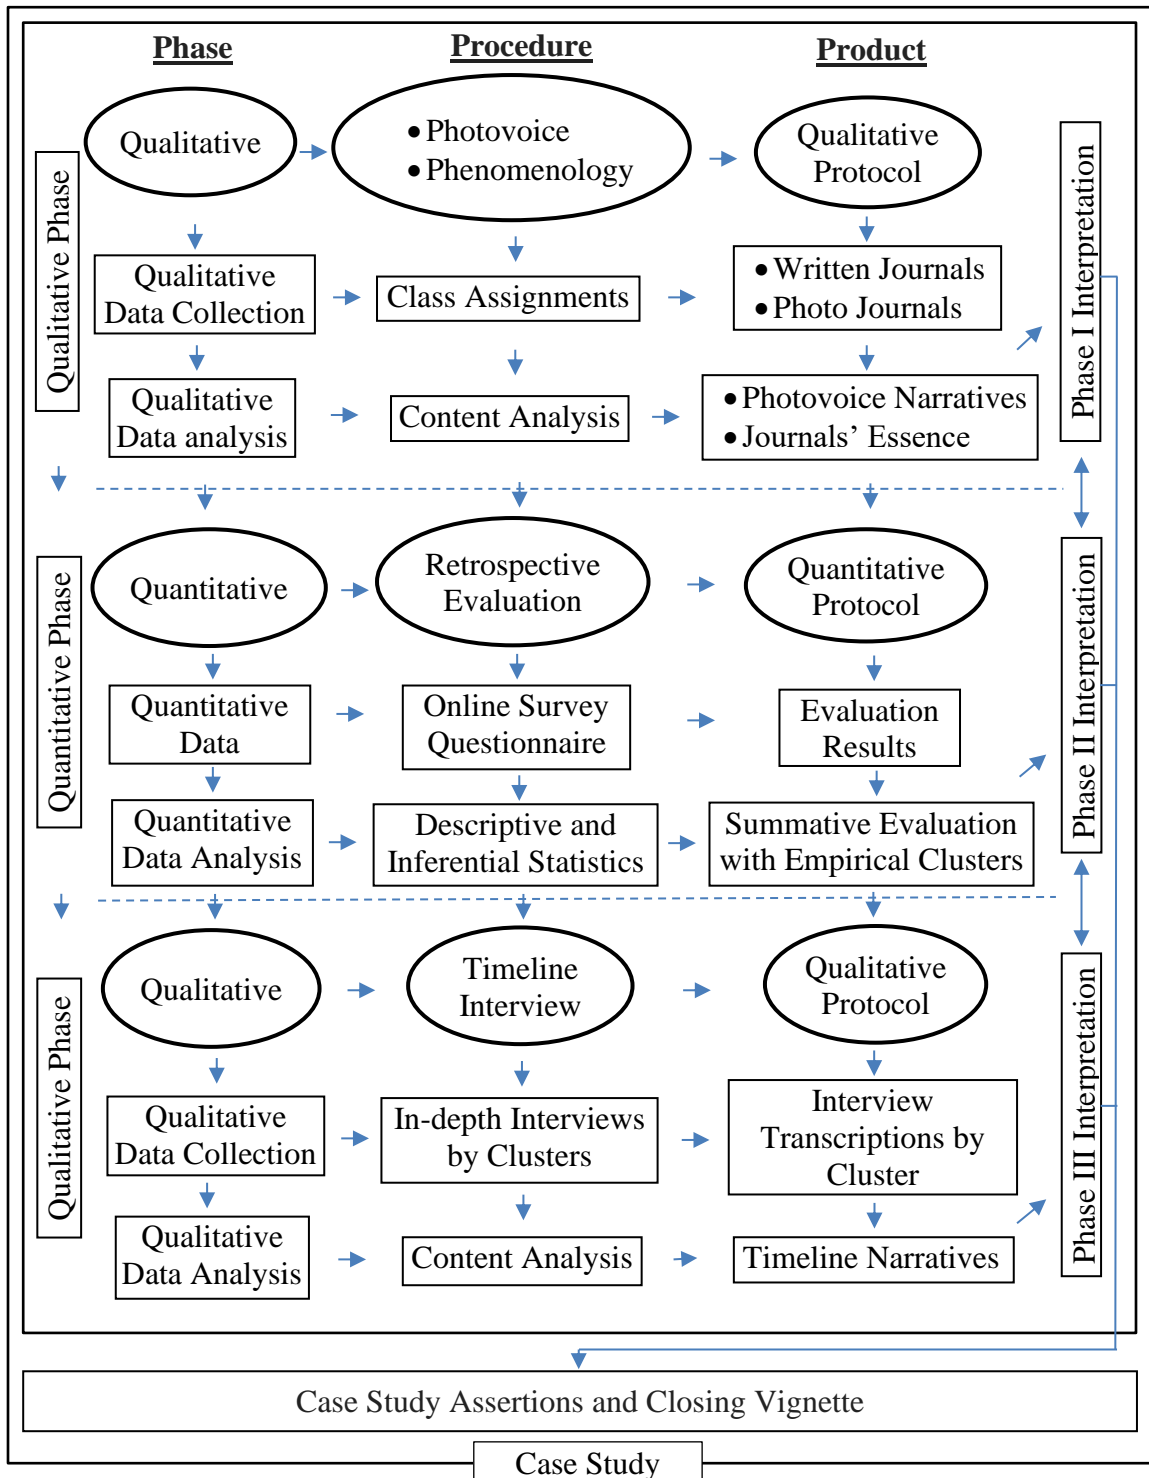 Phase
Procedure
Product
Qualitative Phase
Qualitative
• Photovoice
• Phenomenology
Qualitative
Protocol
Phase I Interpretation
Qualitative
Data Collection
Class Assignments
• Written Journals
• Photo Journals
Qualitative
Data analysis
Content Analysis
• Photovoice Narratives
• Journals’ Essence
Quantitative Phase
Quantitative
Retrospective
Evaluation
Quantitative
Protocol
Phase II Interpretation
Quantitative
Data
Online Survey
Questionnaire
Evaluation
Results
Quantitative
Data Analysis
Descriptive and
Inferential Statistics
Summative Evaluation
with Empirical Clusters
Qualitative Phase
Qualitative
Timeline
Interview
Qualitative
Protocol
Phase III Interpretation
Qualitative
Data Collection
In-depth Interviews
by Clusters
Interview
Transcriptions by
Cluster
Qualitative
Data Analysis
Content Analysis
Timeline Narratives
Case Study Assertions and Closing Vignette
Case Study